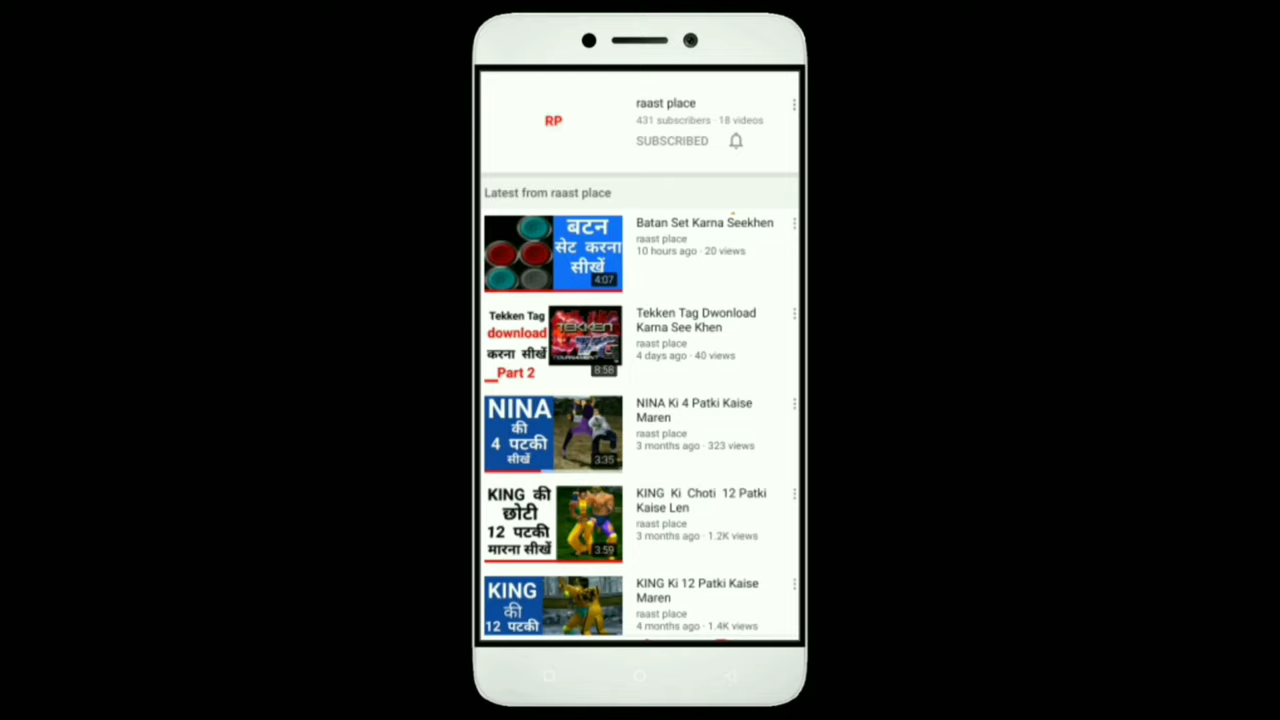 RP
raast place
431 subscribers · 18 videos
SUBSCRIBED
Latest from raast place
बटन
सेट करना
सीखें
4:07
Batan Set Karna Seekhen
raast place
10 hours ago · 20 views
Tekken Tag
download
करना सीखें
__Part 2
TEKKEN
TOURNAMENT
8:58
Tekken Tag Dwonload
Karna See Khen
raast place
4 days ago · 40 views
NINA
की
4 पटकी
सीखें
3:35
NINA Ki 4 Patki Kaise
Maren
raast place
3 months ago · 323 views
KING की
छोटी
12 पटकी
मारना सीखें
3:59
KING Ki Choti 12 Patki
Kaise Len
raast place
3 months ago · 1.2K views
KING
की
12 पटकी
KING Ki 12 Patki Kaise
Maren
raast place
4 months ago · 1.4K views